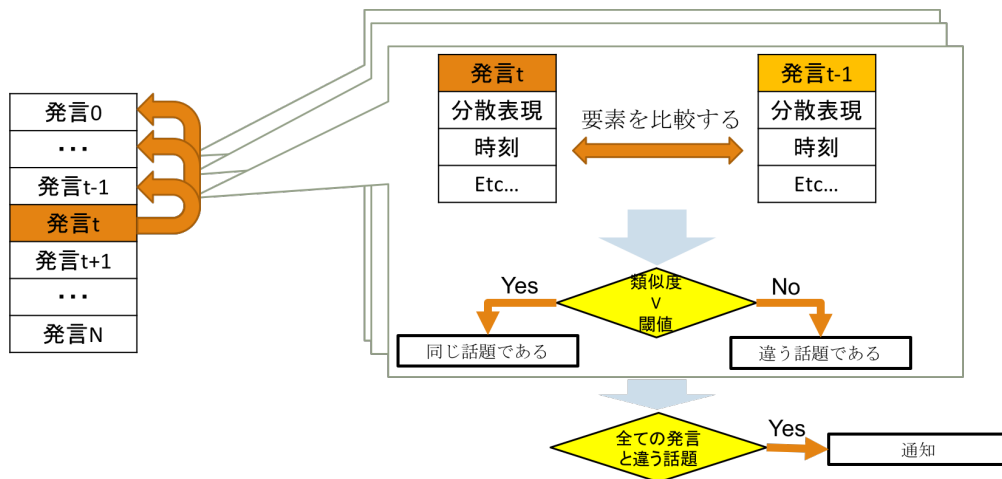 発言0
・・・
発言t-1
発言t
発言t+1
・・・
発言N
発言t
分散表現
時刻
Etc...
要素を比較する
発言t-1
分散表現
時刻
Etc...
類似度
∨
閾値
Yes
No
同じ話題である
違う話題である
全ての発言
と違う話題
Yes
通知